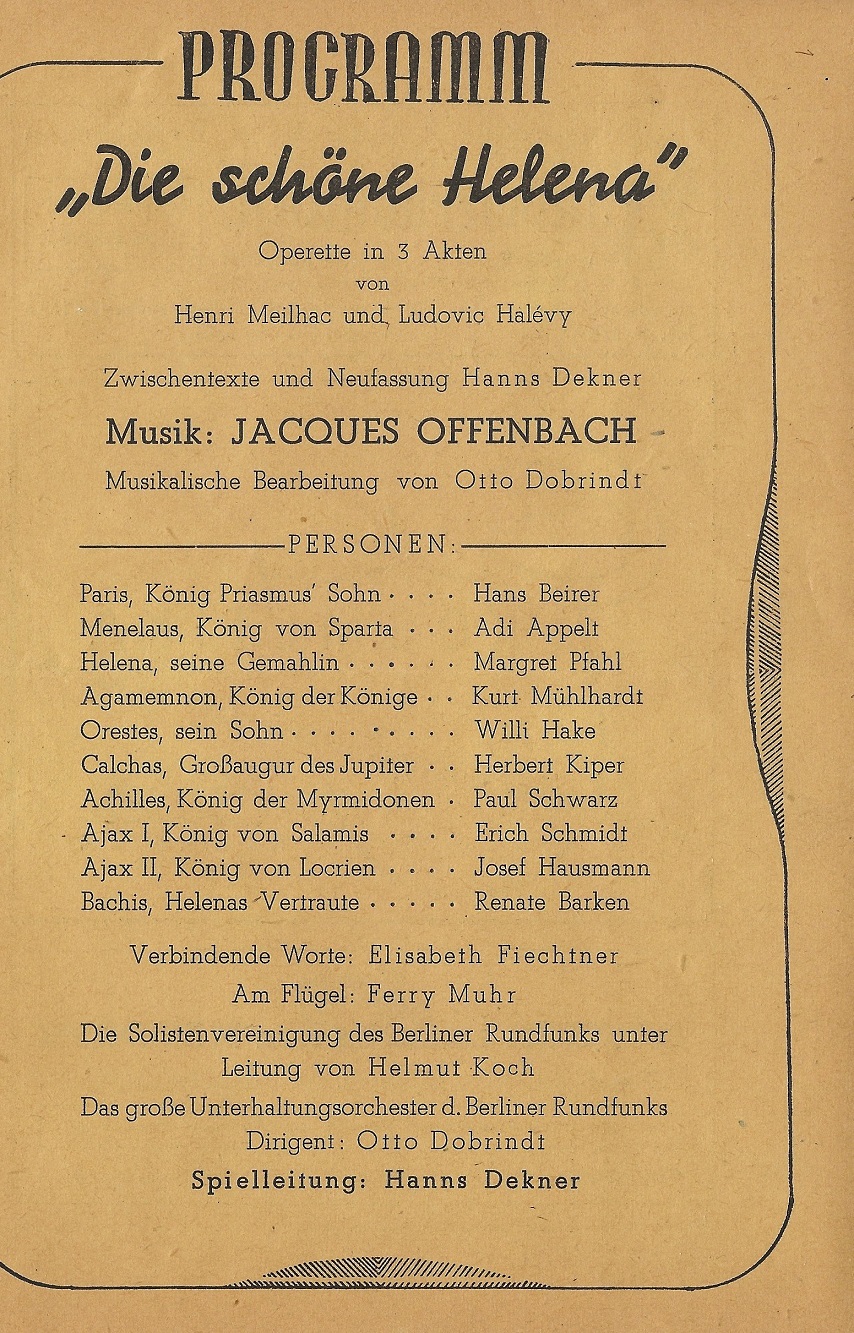 PROGRAMM
„Die schöne Helena”
Operette in 3 Akten
von
Henri Meilhac und Ludovic Halévy
Zwischentexte und Neufassung Hanns Dekner
Musik: JACQUES OFFENBACH
Musikalische Bearbeitung von Otto Dobrindt
PERSONEN:
Paris, König Priasmus’ Sohn . . . . Hans Beirer
Menelaus, König von Sparta . . . Adi Appelt
Helena, seine Gemahlin . . . . . . Margret Pfahl
Agamemnon, König der Könige . . Kurt Mühlhardt
Orestes, sein Sohn . . . . . . . . . Willi Hake
Calchas, Großaugur des Jupiter . . Herbert Kiper
Achilles, König der Myrmidonen . Paul Schwarz
Ajax I, König von Salamis . . . . Erich Schmidt
Ajax II, König von Locrien . . . . Josef Hausmann
Bachis, Helenas Vertraute . . . . . Renate Barken
Verbindende Worte: Elisabeth Fiechtner
Am Flügel: Ferry Muhr
Die Solistenvereinigung des Berliner Rundfunks unter
Leitung von Helmut Koch
Das große Unterhaltungsorchester d. Berliner Rundfunks
Dirigent: Otto Dobrindt
Spielleitung: Hanns Dekner